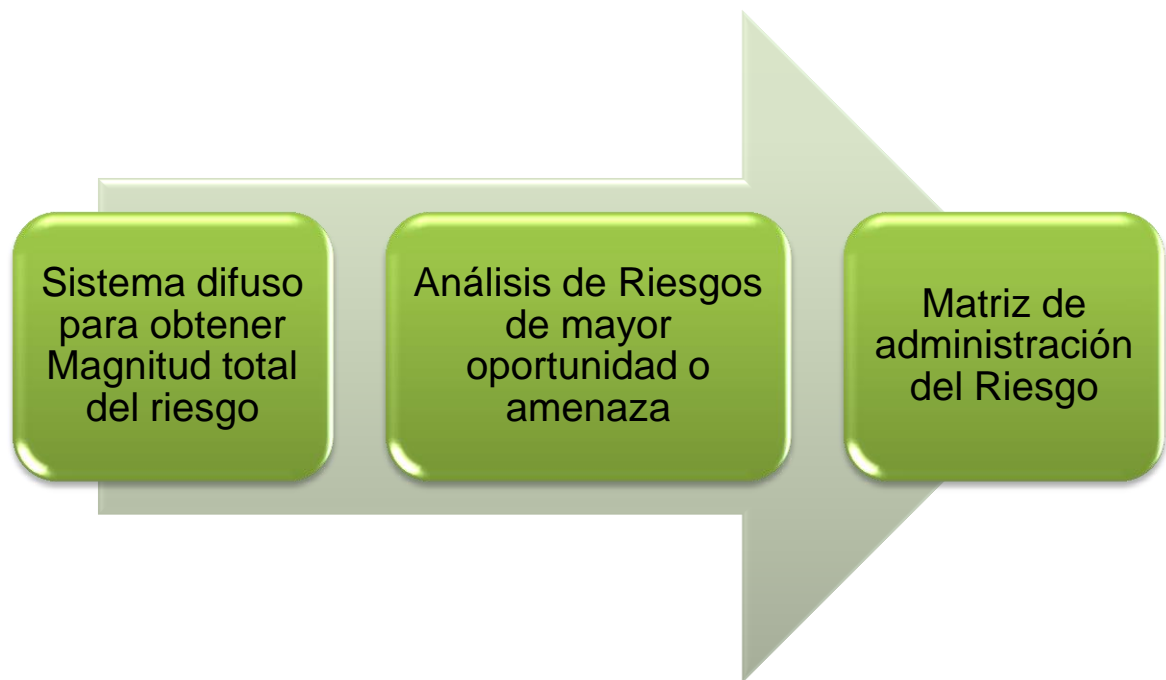 Sistema difuso
para obtener
Magnitud total
del riesgo
Análisis de Riesgos
de mayor
oportunidad o
amenaza
Matriz de
administración
del Riesgo